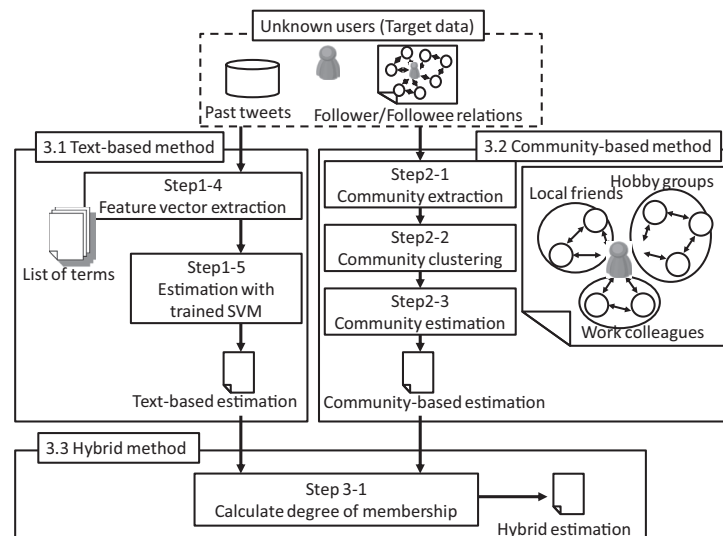 Unknown users (Target data)
Past tweets
Follower/Followee relations
3.1 Text-based method
Step1-4
Feature vector extraction
List of terms
Step1-5
Estimation with
trained SVM
Text-based estimation
3.2 Community-based method
Step2-1
Community extraction
Step2-2
Community clustering
Step2-3
Community estimation
Community-based estimation
Local friends
Hobby groups
Work colleagues
3.3 Hybrid method
Step 3-1
Calculate degree of membership
Hybrid estimation